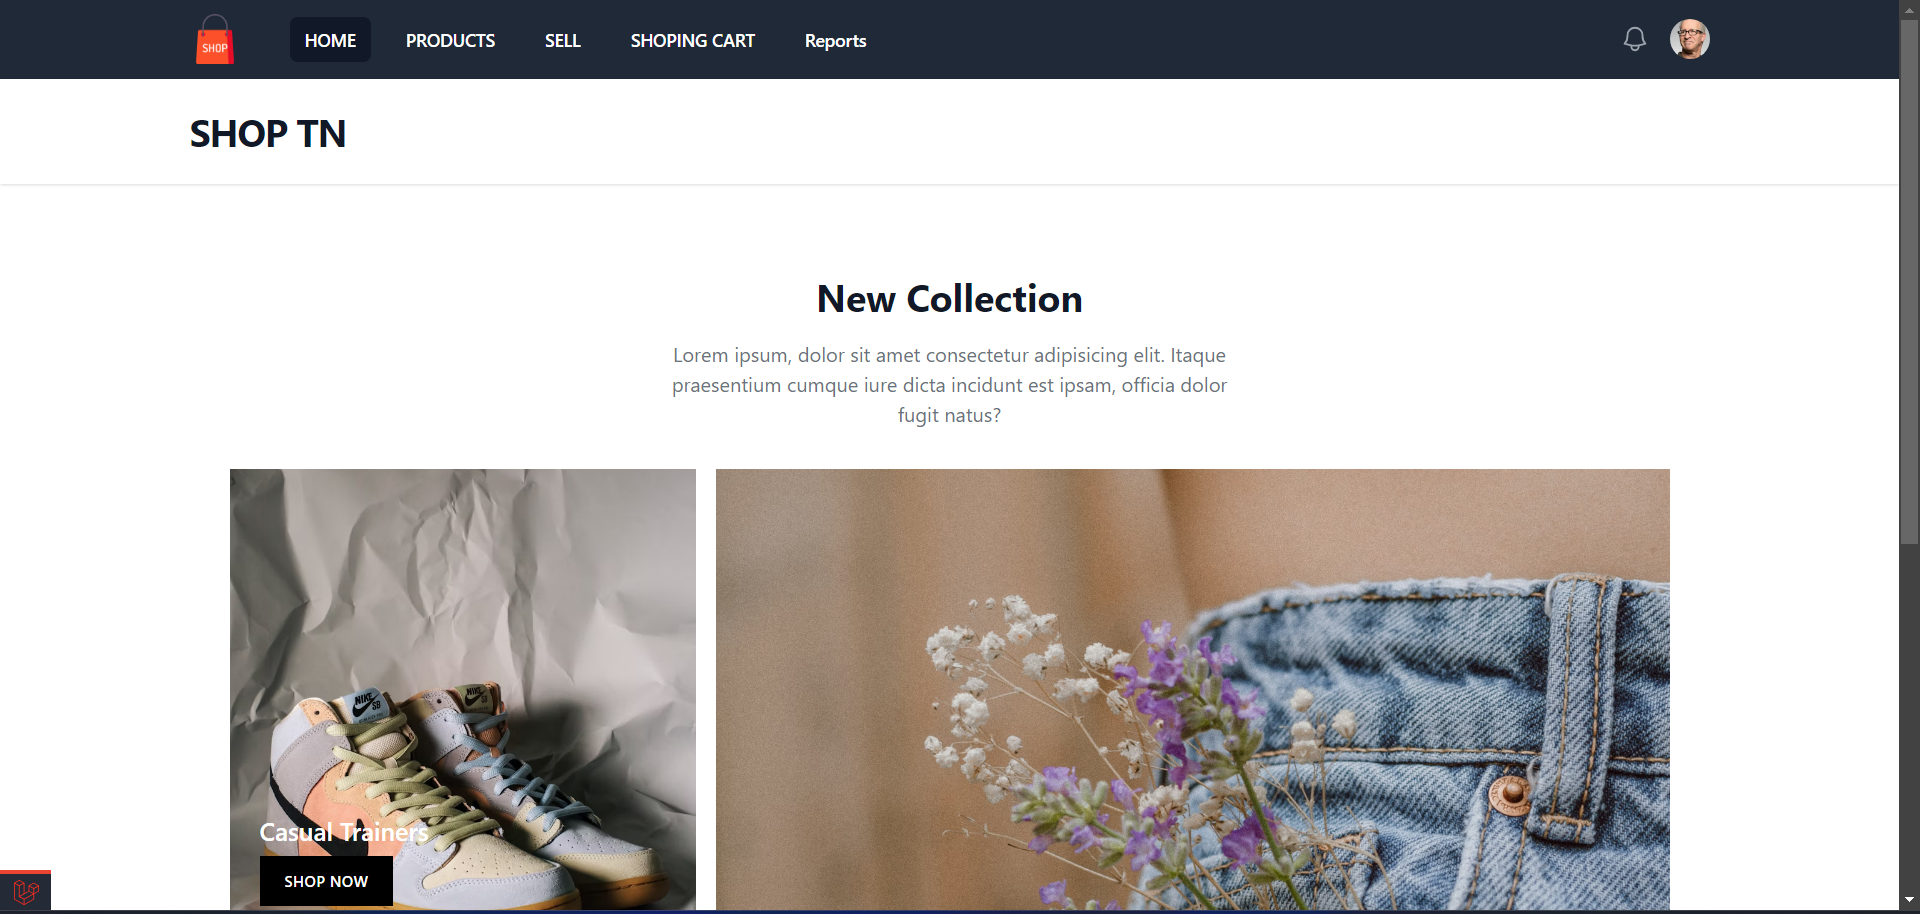 SHOP
HOME
PRODUCTS
SELL
SHOPING CART
Reports
SHOP TN
New Collection
Lorem ipsum, dolor sit amet consectetur adipisicing elit. Itaque
praesentium cumque iure dicta incidunt est ipsam, officia dolor
fugit natus?
NIKE
SB
NIKE
Casual Trainers
SHOP NOW